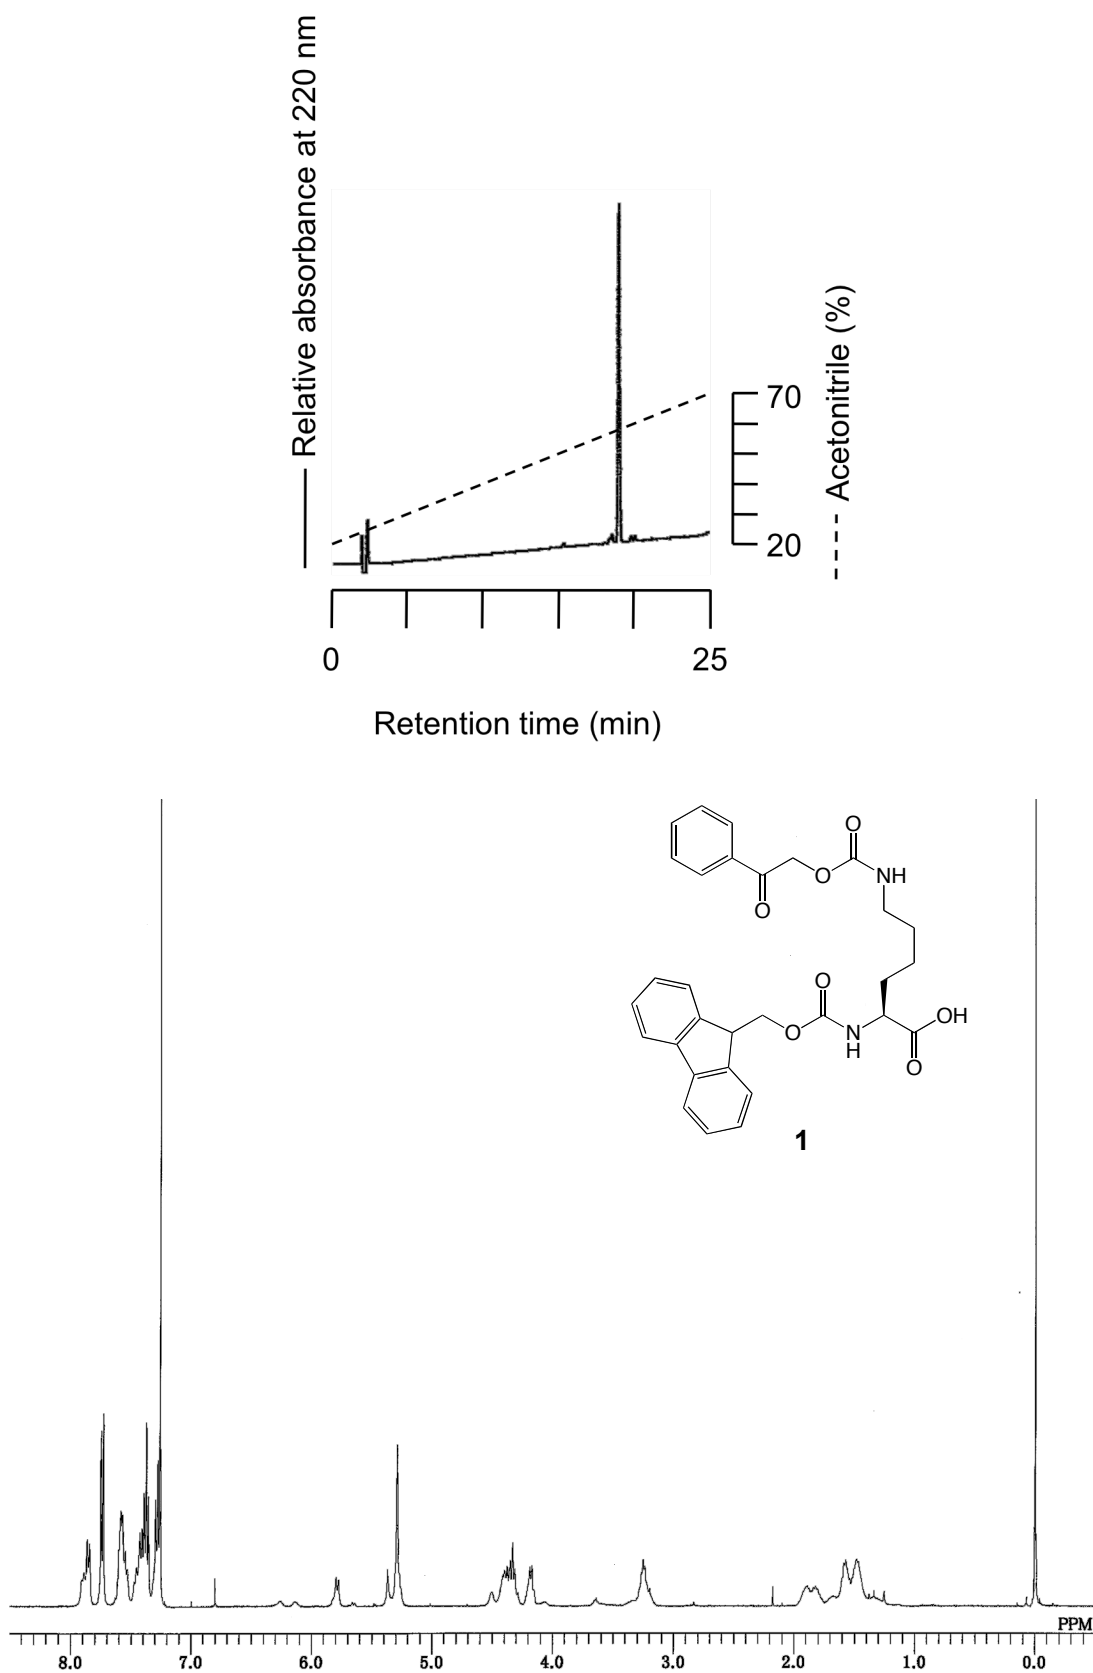 Relative absorbance at 220 nm
70
20
Acetonitrile (%)
0
25
Retention time (min)
O
O
NH
O
O
O
N
H
OH
O
1
PPM
8.0
7.0
6.0
5.0
4.0
3.0
2.0
1.0
0.0